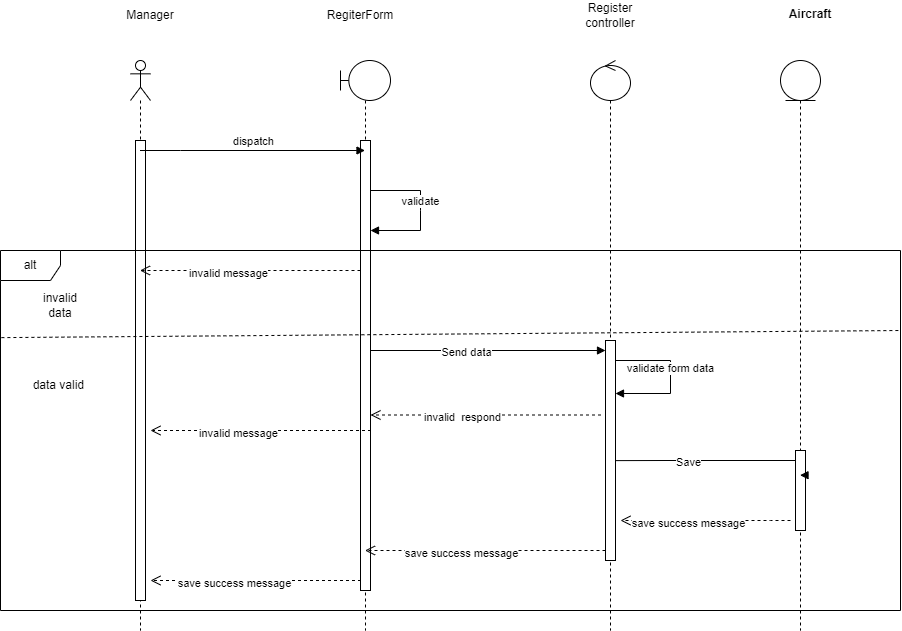 Manager
RegiterForm
Register
controller
Aircraft
dispatch
validate
alt
invalid message
invalid
data
Send data
validate form data
data valid
invalid respond
invalid message
Save
save success message
save success message
save success message